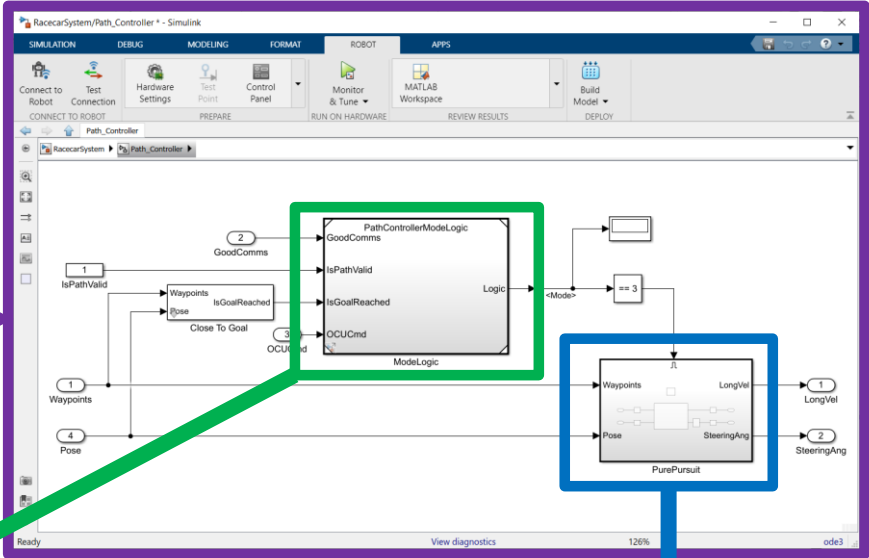 RacecarSystem/Path_Controller * - Simulink
SIMULATION DEBUG MODELING FORMAT ROBOT APPS
Connect to Robot
Test Connection
Hardware Settings
Test Point
Control Panel
Monitor & Tune
MATLAB Workspace
Build Model
CONNECT TO ROBOT PREPARE RUN ON HARDWARE REVIEW RESULTS DEPLOY
Path_Controller
RacecarSystem Path_Controller
PathControllerModeLogic
2
GoodComms
GoodComms
1
IsPathValid
IsPathValid
Waypoints
Pose
IsGoalReached
Close To Goal
IsGoalReached
3
OCUCmd
OCUCmd
Logic
ModeLogic
<Mode>
== 3
1
Waypoints
4
Pose
Waypoints
Pose
LongVel
SteeringAng
PurePursuit
1
LongVel
2
SteeringAng
Ready View diagnostics 126% ode3